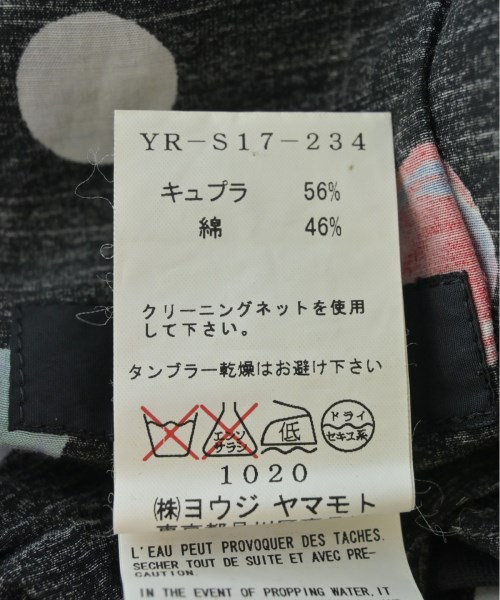 YR-S17-234
キュプラ 56%
綿 46%
クリーニングネットを使用
して下さい。
タンブラー乾燥はお避け下さい
エンソ
サラシ
低
ドライ
セキユ系
1020
㈱ヨウジ ヤマモト
L'EAU PEUT PROVOQUER DES TACHES.
SECHER TOUT DE SUITE ET AVEC PRE-
CAUTION.
IN THE EVENT OF PROPPING WATER, IT